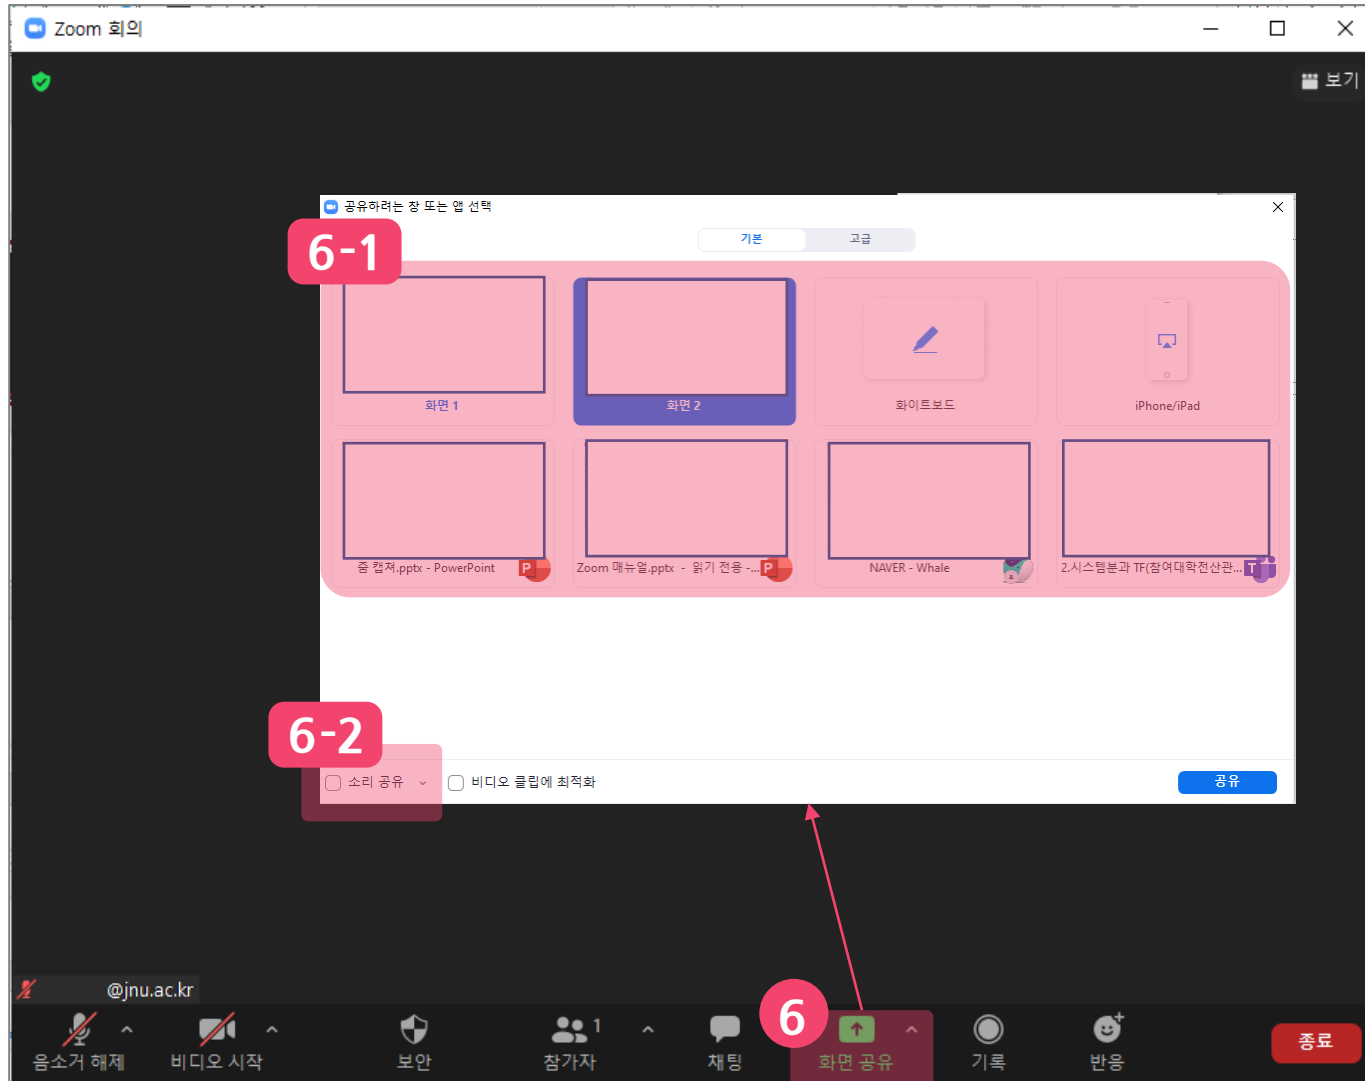 Zoom 회의
보기
공유하려는 창 또는 앱 선택
기본
고급
6-1
화면 1
화면 2
화이트보드
iPhone/iPad
줌 캡쳐.pptx - PowerPoint
Zoom 매뉴얼.pptx - 읽기 전용 -...
NAVER - Whale
2.시스템분과 TF(참여대학전산관...
6-2
소리 공유
비디오 클립에 최적화
공유
@jnu.ac.kr
6
1
음소거 해제
비디오 시작
보안
참가자
채팅
화면 공유
기록
반응
종료